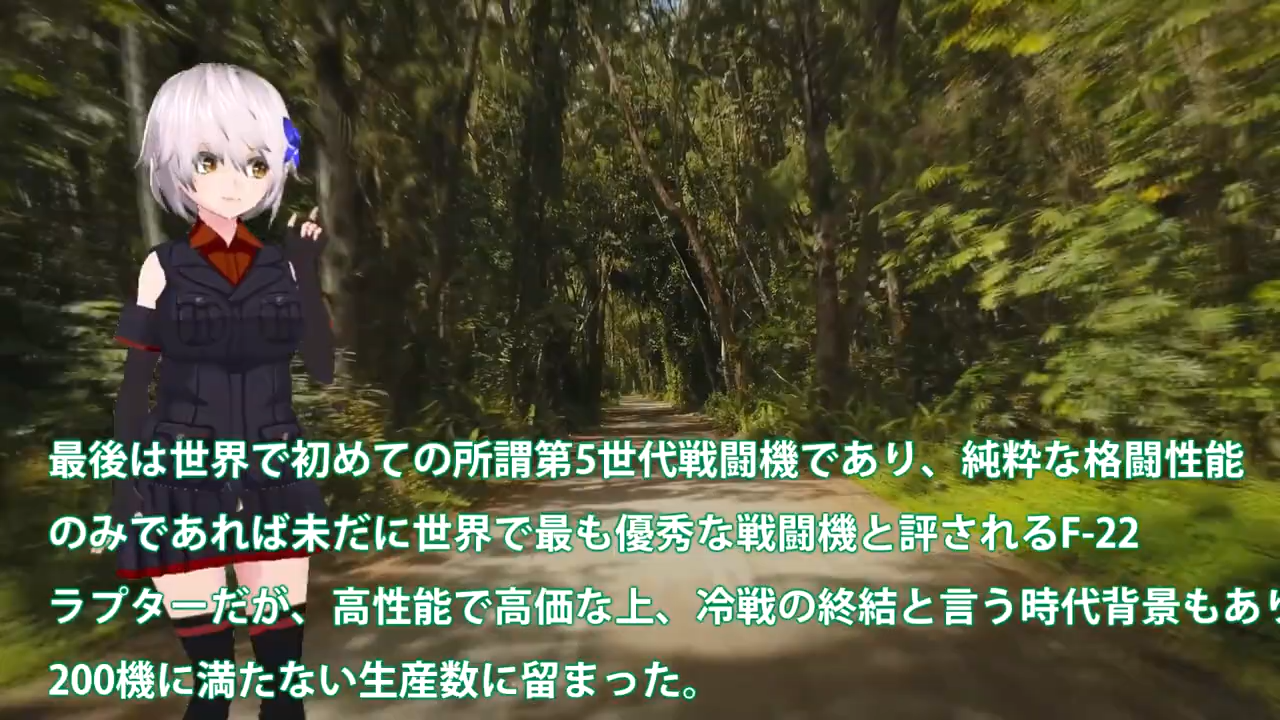 最後は世界で初めての所謂第5世代戦闘機であり、純粋な格闘性能
のみであれば未だに世界で最も優秀な戦闘機と評されるF-22
ラプターだが、高性能で高価な上、冷戦の終結と言う時代背景もあり
200機に満たない生産数に留まった。